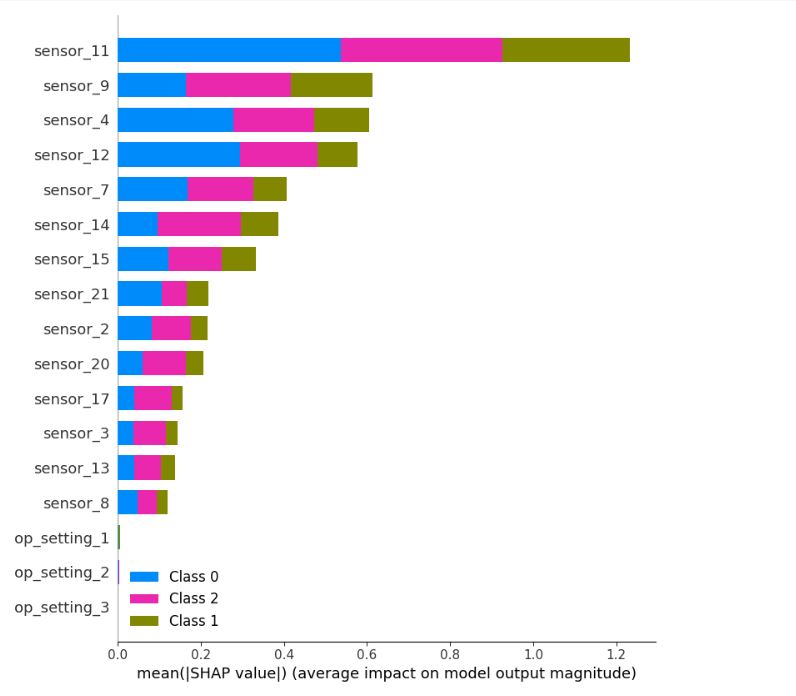 sensor_11
sensor_9
sensor_4
sensor_12
sensor_7
sensor_14
sensor_15
sensor_21
sensor_2
sensor_20
sensor_17
sensor_3
sensor_13
sensor_8
op_setting_1
op_setting_2
op_setting_3
Class 0
Class 2
Class 1
0.0 0.2 0.4 0.6 0.8 1.0 1.2
mean(|SHAP value|) (average impact on model output magnitude)